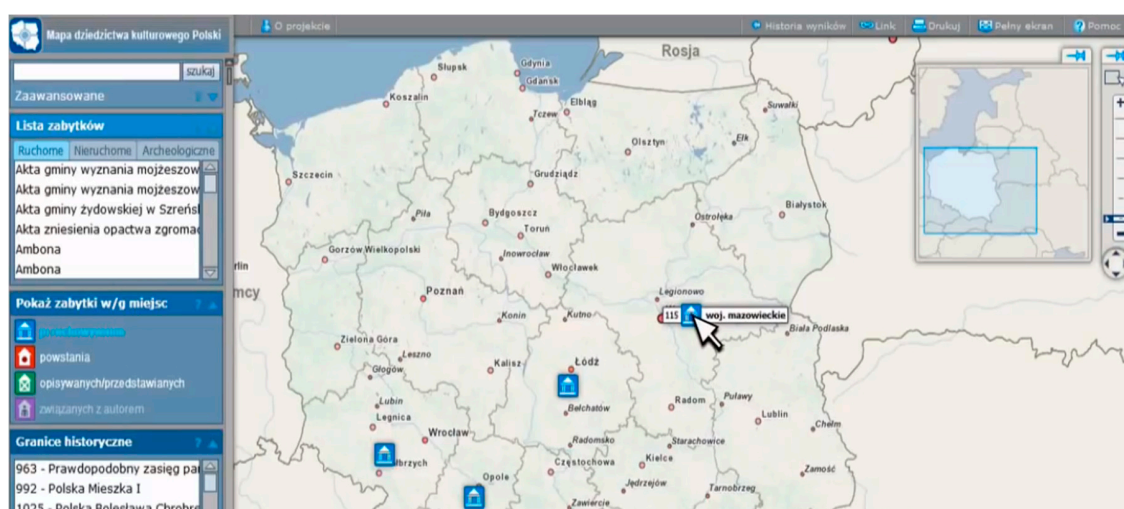 O projekcie
Historia wyników
Link
Drukuj
Pełny ekran
Pomoc
Mapa dziedzictwa kulturowego Polski
szukaj
Zaawansowane
Lista zabytków
Ruchome
Nieruchome
Archeologiczne
Akta gminy wyznania mojżeszow
Akta gminy wyznania mojżeszow
Akta gminy żydowskiej w Szreńsl
Akta zniesienia opactwa zgromad
Ambona
Ambona
Pokaż zabytki w/g miejsc ?
powstania
opisywanych/przedstawianych
związanych z autorem
Granice historyczne ?
963 - Prawdopodobny zasięg pań
992 - Polska Mieszka I
1025 - Polska Bolesława Chrobre
Rosja
Słupsk
Gdynia
Gdańsk
Koszalin
Tczew
Elbląg
Suwałki
Olsztyn
Ełk
Szczecin
Grudziądz
Piła
Bydgoszcz
Toruń
Ostrołęka
Białystok
Gorzów Wielkopolski
Inowrocław
Włocławek
rlin
mcy
Poznań
Legionowo
Konin
Kutno
115
woj. mazowieckie
Biała Podlaska
Zielona Góra
Leszno
Głogów
Kalisz
Łódź
Lubin
Legnica
Bełchatów
Radom
Puławy
Lublin
Chełm
Wrocław
Radomsko
Starachowice
łbrzych
Opole
Częstochowa
Kielce
Zamość
Jędrzejów
Tarnobrzeg
Zawiercie